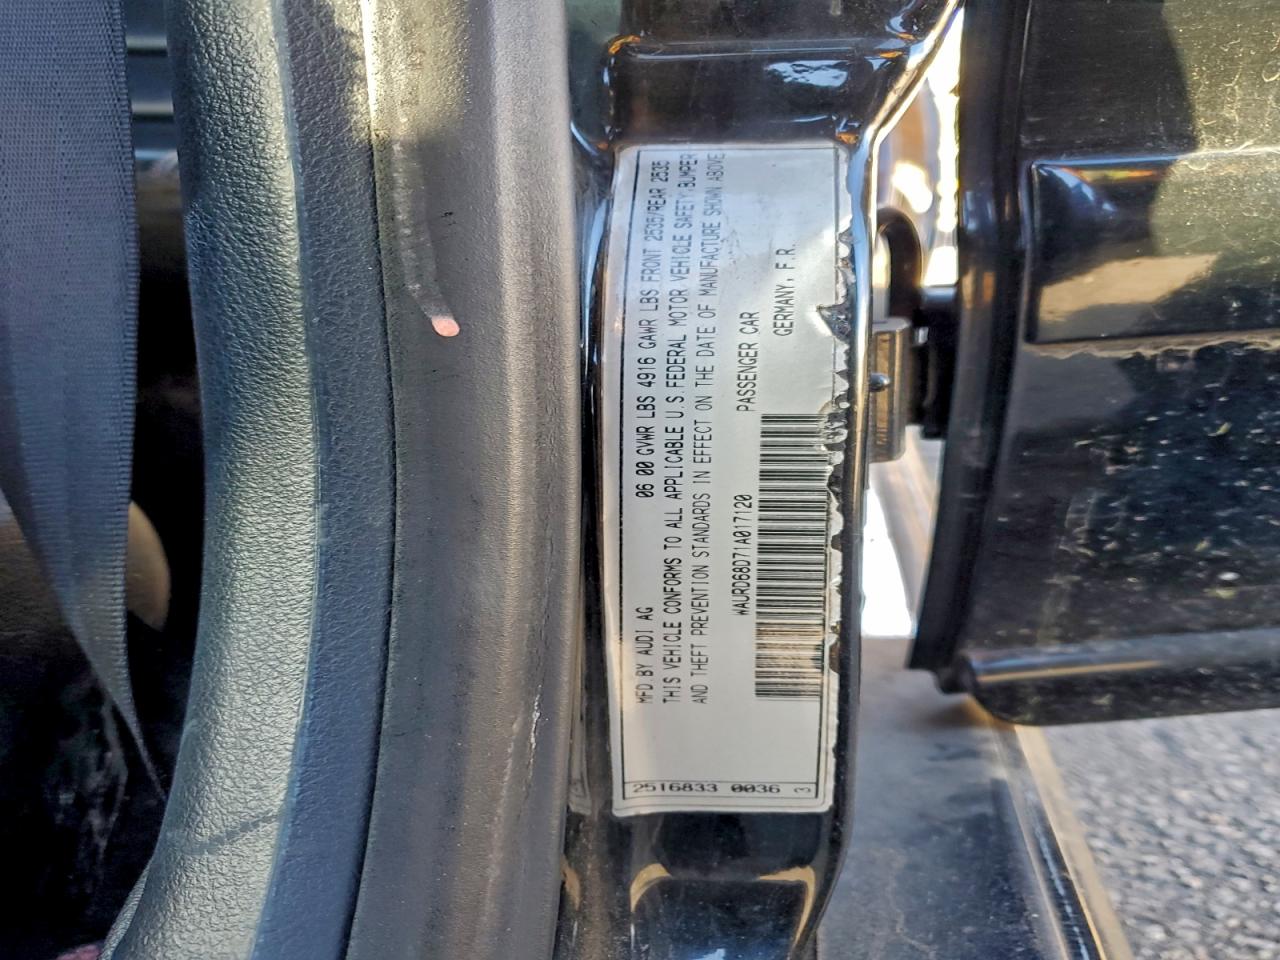 MFD BY AUDI AG 06 00 GVWR LBS 4916 GAWR LBS FRONT 2535/REAR 2535
THIS VEHICLE CONFORMS TO ALL APPLICABLE U.S. FEDERAL MOTOR VEHICLE SAFETY, BUMPER
AND THEFT PREVENTION STANDARDS IN EFFECT ON THE DATE OF MANUFACTURE SHOWN ABOVE
WAURD68D71A017120 PASSENGER CAR
GERMANY, F.R.
2516833 0036 3